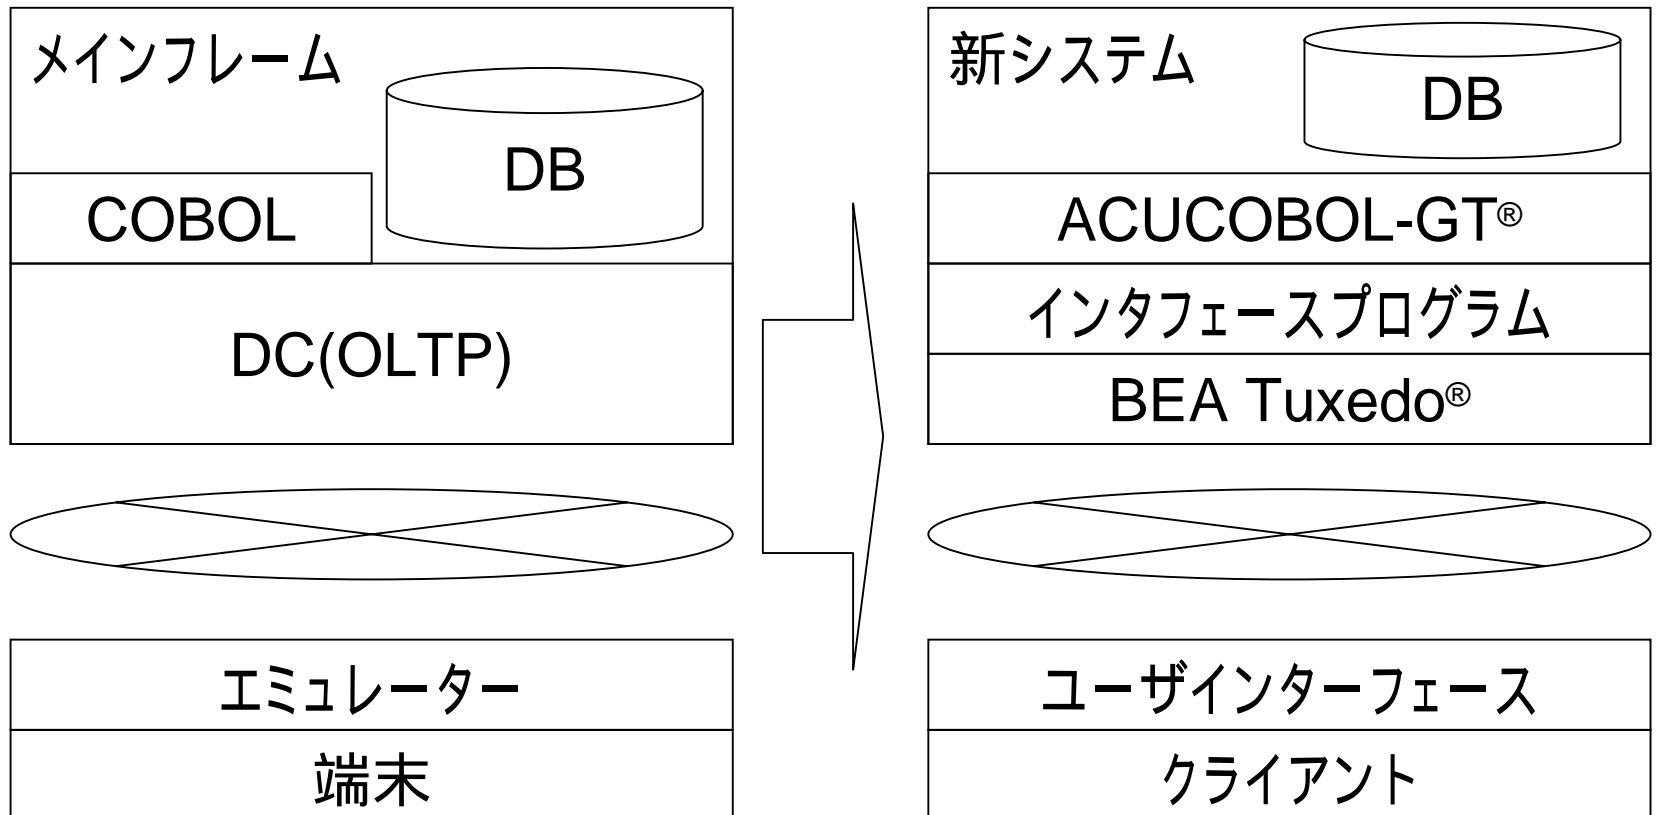 メインフレーム
DB
COBOL
DC(OLTP)
エミュレーター
端末
新システム
DB
ACUCOBOL-GT®
インタフェースプログラム
BEA Tuxedo®
ユーザインターフェース
クライアント